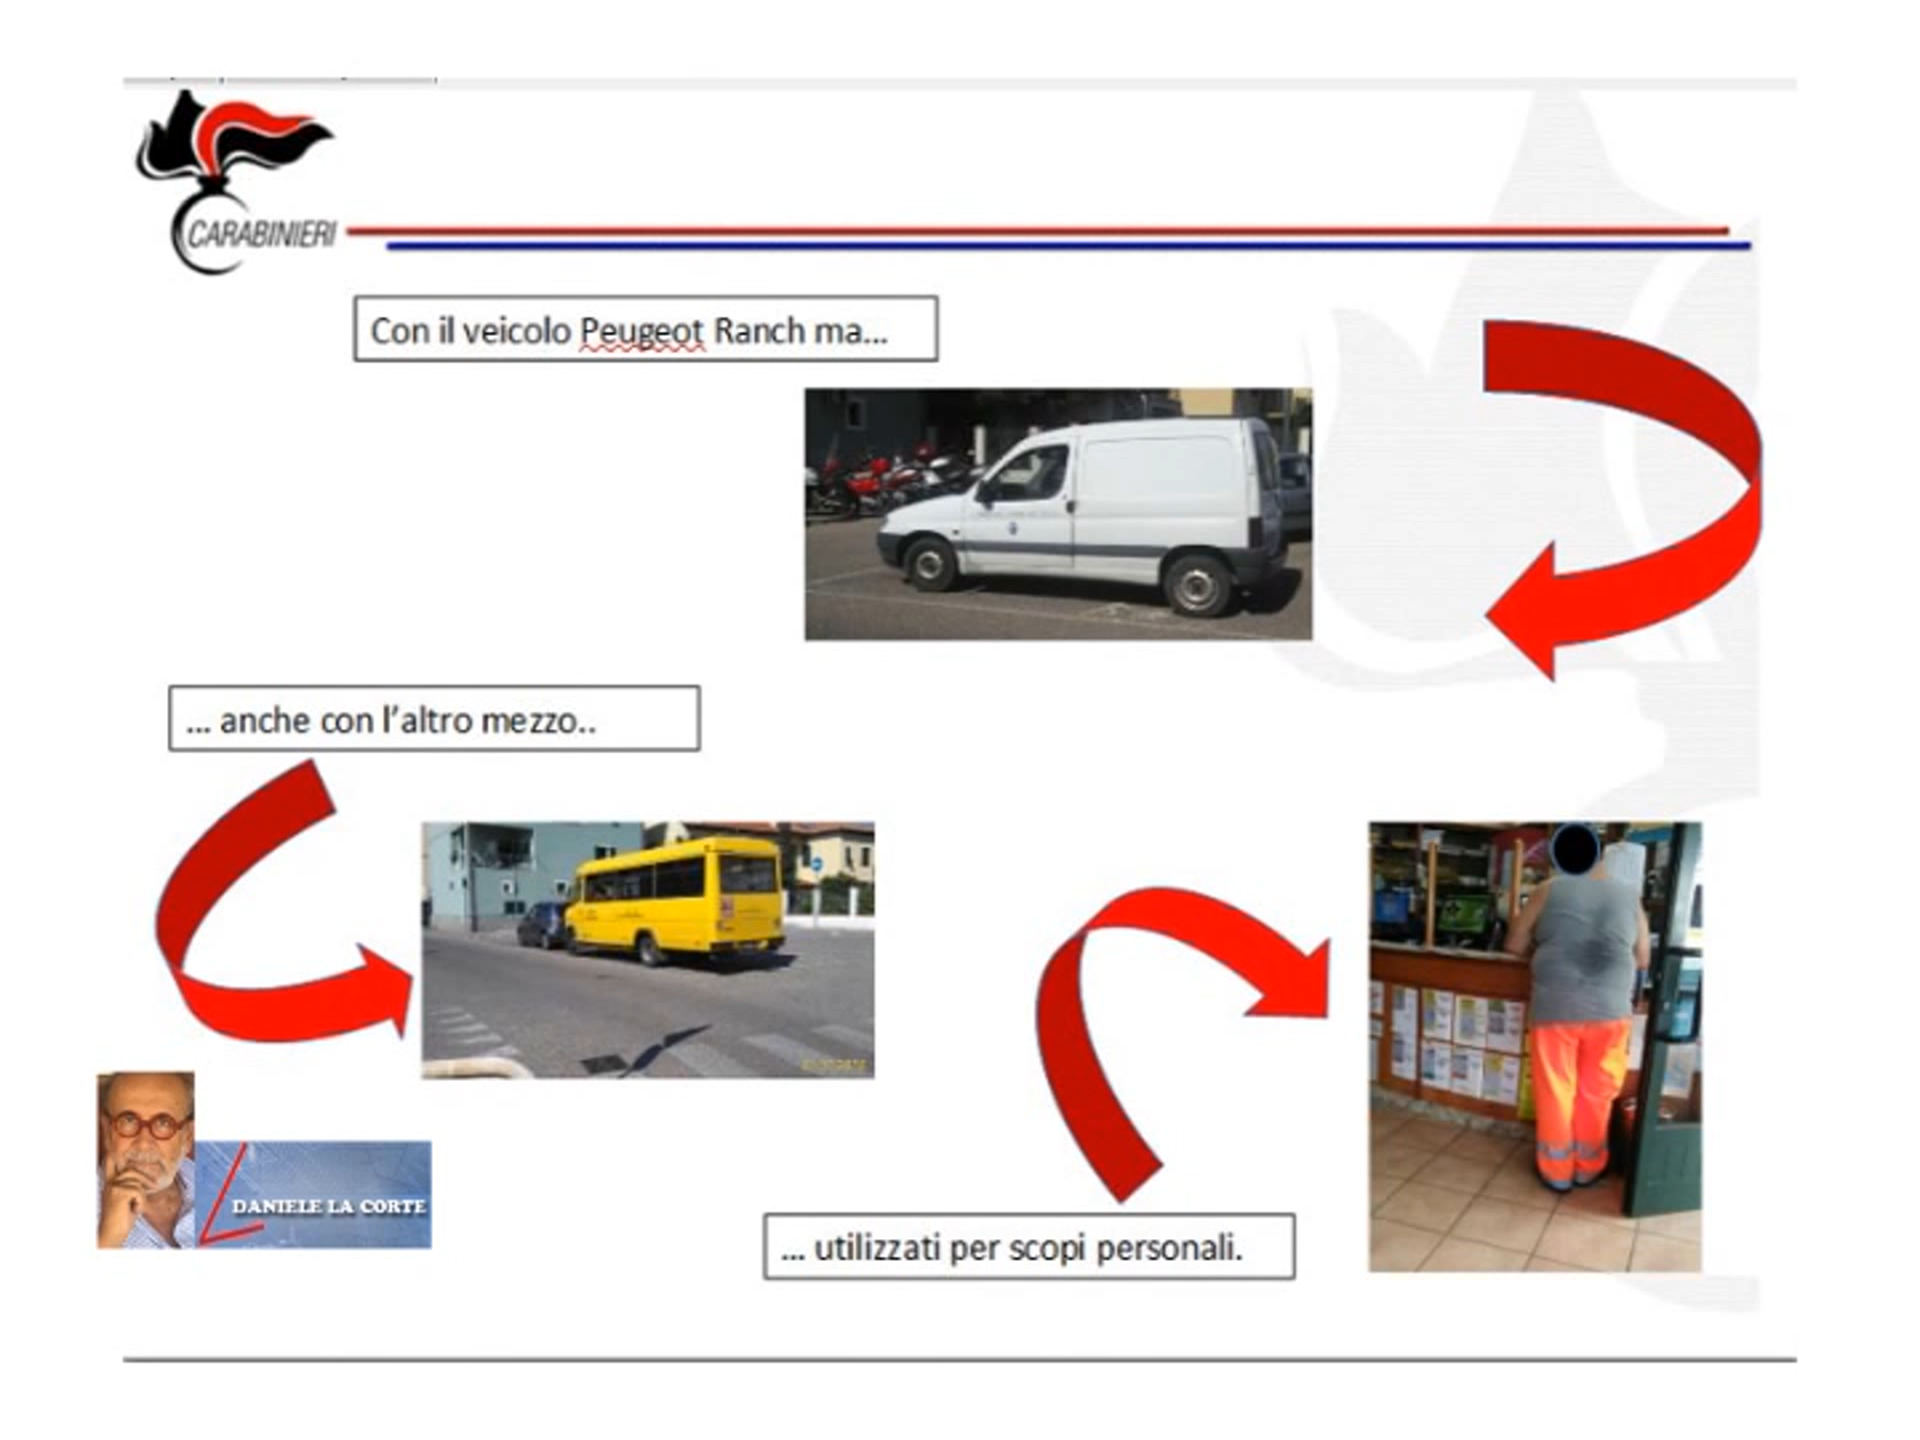 CARABINIERI
Con il veicolo Peugeot Ranch ma...
... anche con l'altro mezzo..
DANIELE LA CORTE
... utilizzati per scopi personali.